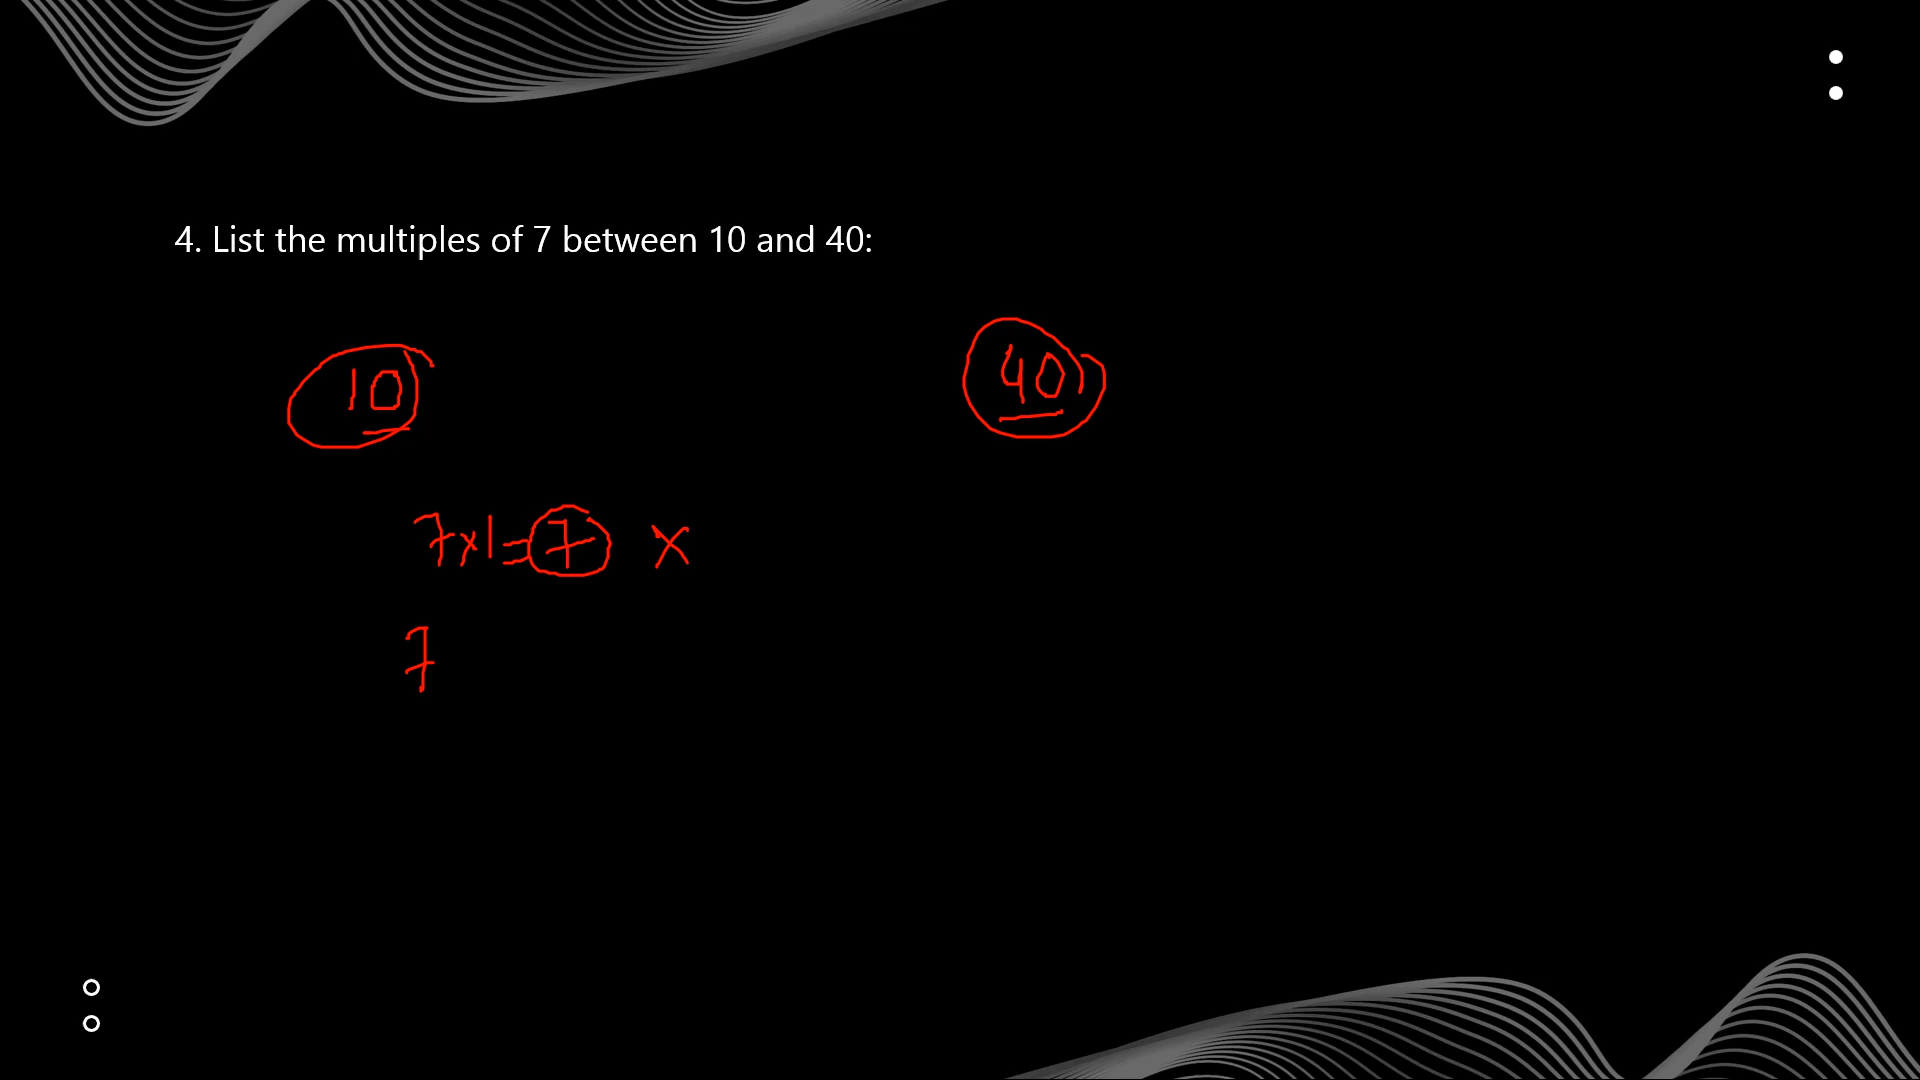 4. List the multiples of 7 between 10 and 40:
10 40
7x1=7 x
7